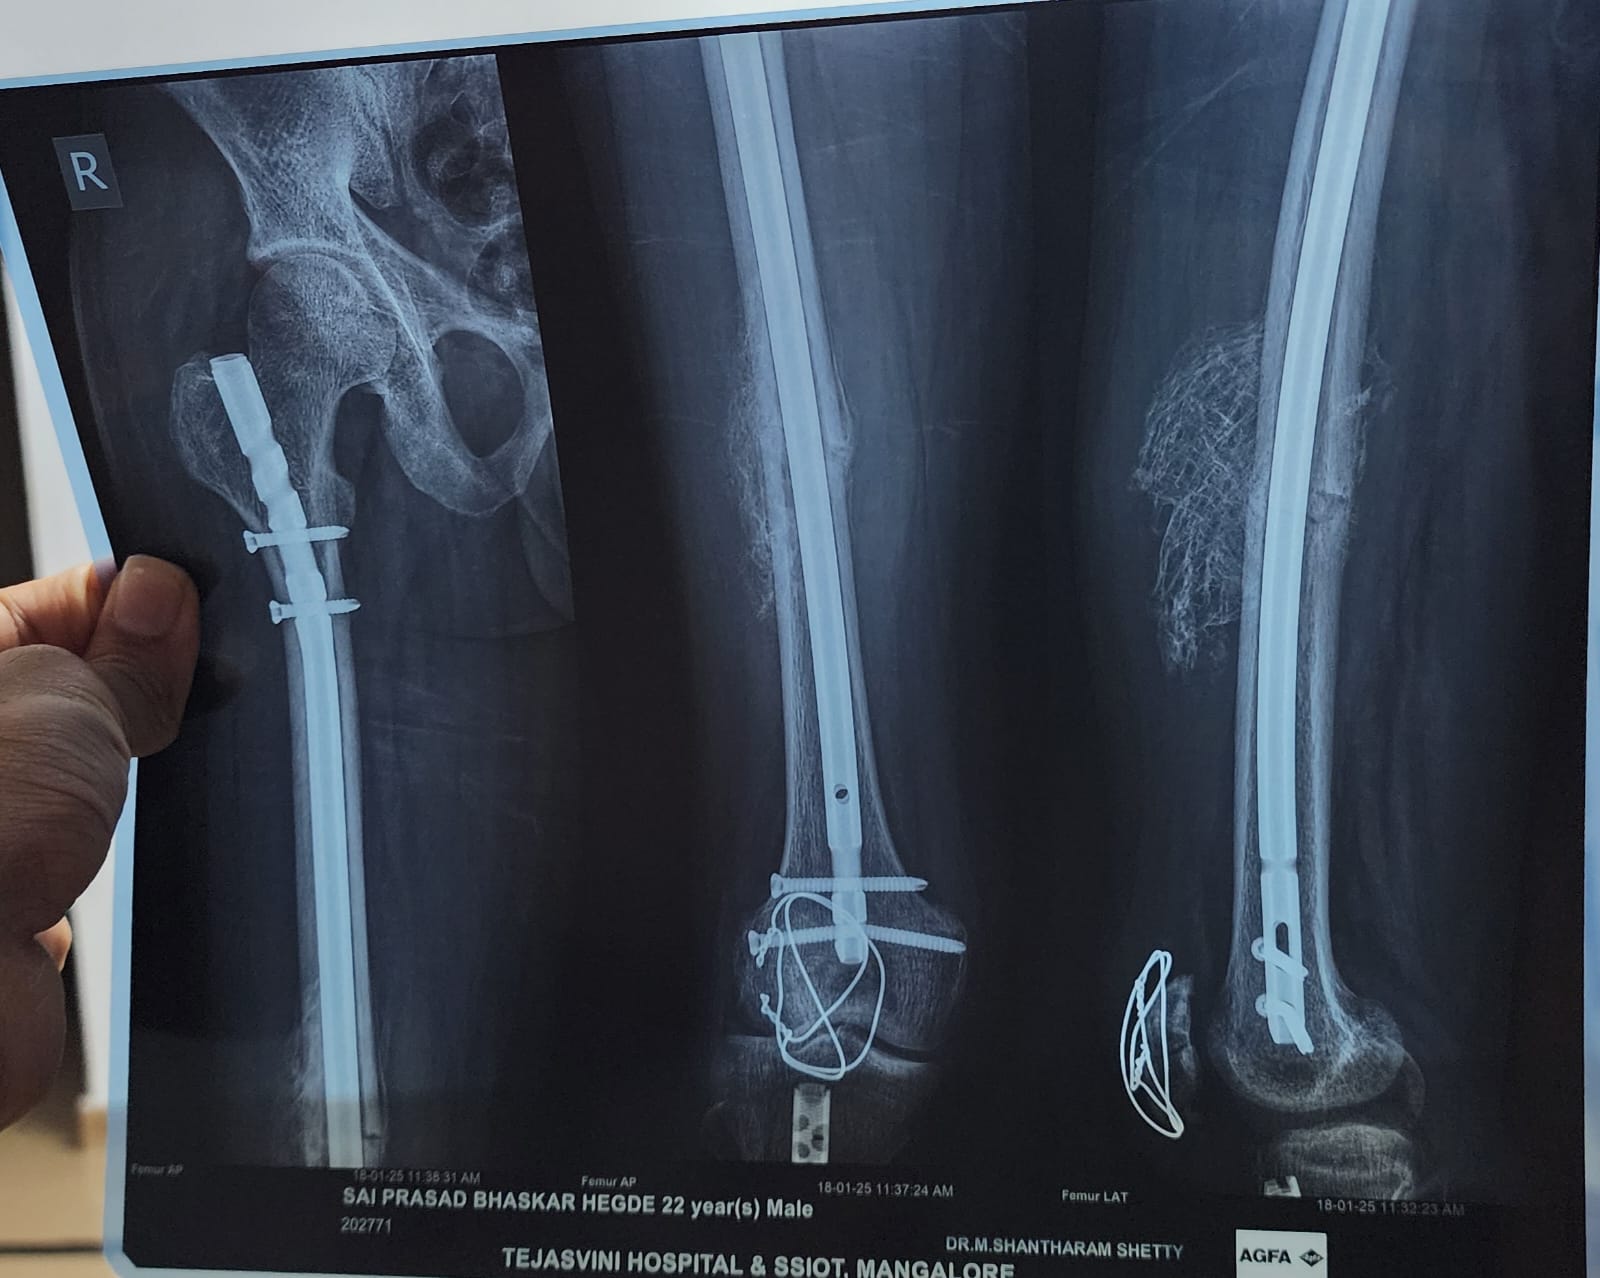 R
Femur AP
18-01-25 11:38:31 AM
Femur AP
18-01-25 11:37:24 AM
Femur LAT
18-01-25 11:32:23 AM
SAI PRASAD BHASKAR HEGDE 22 year(s) Male
202771
DR.M.SHANTHARAM SHETTY
TEJASVINI HOSPITAL & SSIOT, MANGALORE
AGFA